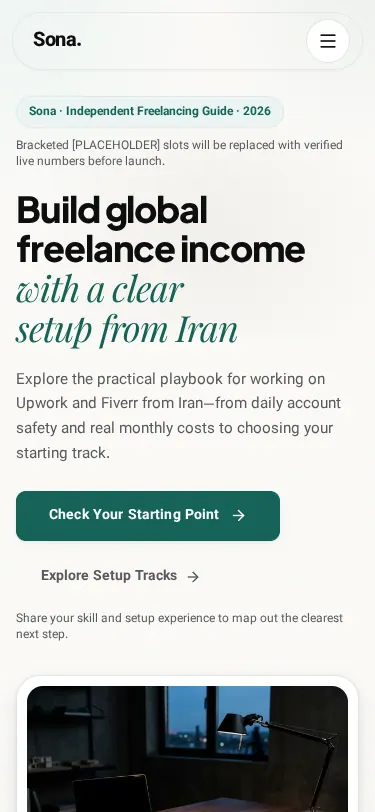 Sona.
Sona · Independent Freelancing Guide · 2026
Bracketed [PLACEHOLDER] slots will be replaced with verified
live numbers before launch.
Build global
freelance income
with a clear
setup from Iran
Explore the practical playbook for working on
Upwork and Fiverr from Iran—from daily account
safety and real monthly costs to choosing your
starting track.
Check Your Starting Point →
Explore Setup Tracks →
Share your skill and setup experience to map out the clearest
next step.